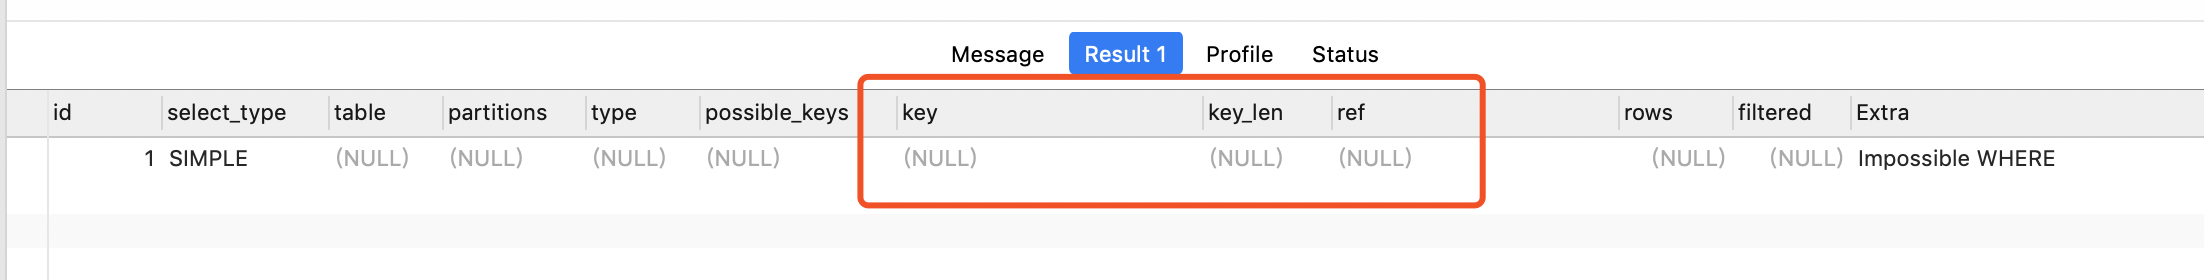 Message Result 1 Profile Status
id select_type table partitions type possible_keys key key_len ref rows filtered Extra
1 SIMPLE (NULL) (NULL) (NULL) (NULL) (NULL) (NULL) (NULL) (NULL) (NULL) Impossible WHERE